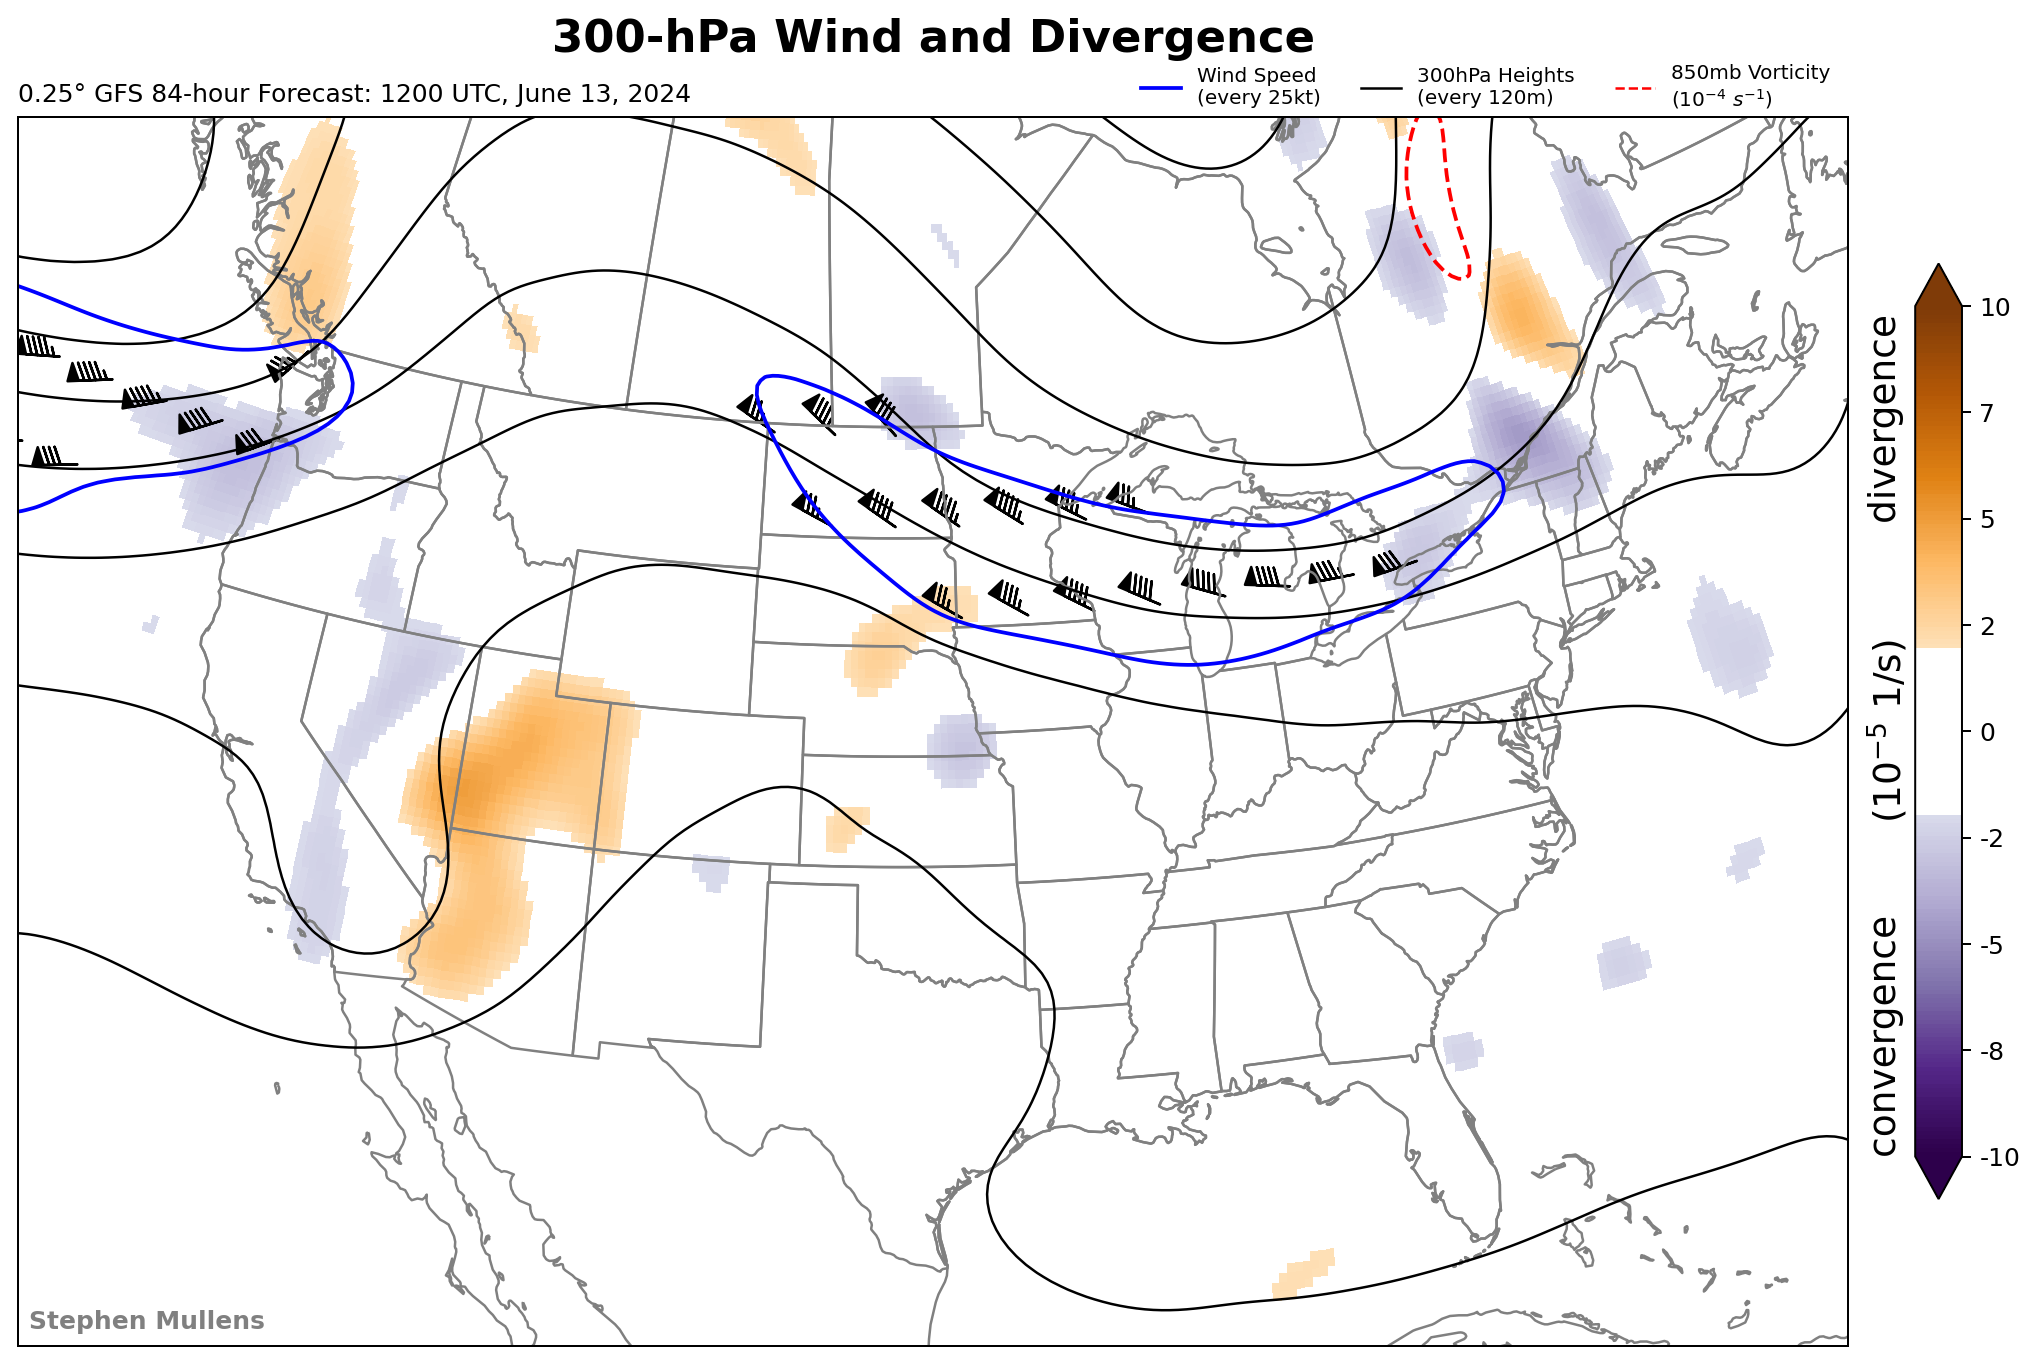 300-hPa Wind and Divergence
0.25° GFS 84-hour Forecast: 1200 UTC, June 13, 2024
Wind Speed
(every 25kt)
300hPa Heights
(every 120m)
850mb Vorticity
(10⁻⁴ s⁻¹)
10
7
5
2
0
-2
-5
-8
-10
convergence (10⁻⁵ 1/s) divergence
Stephen Mullens